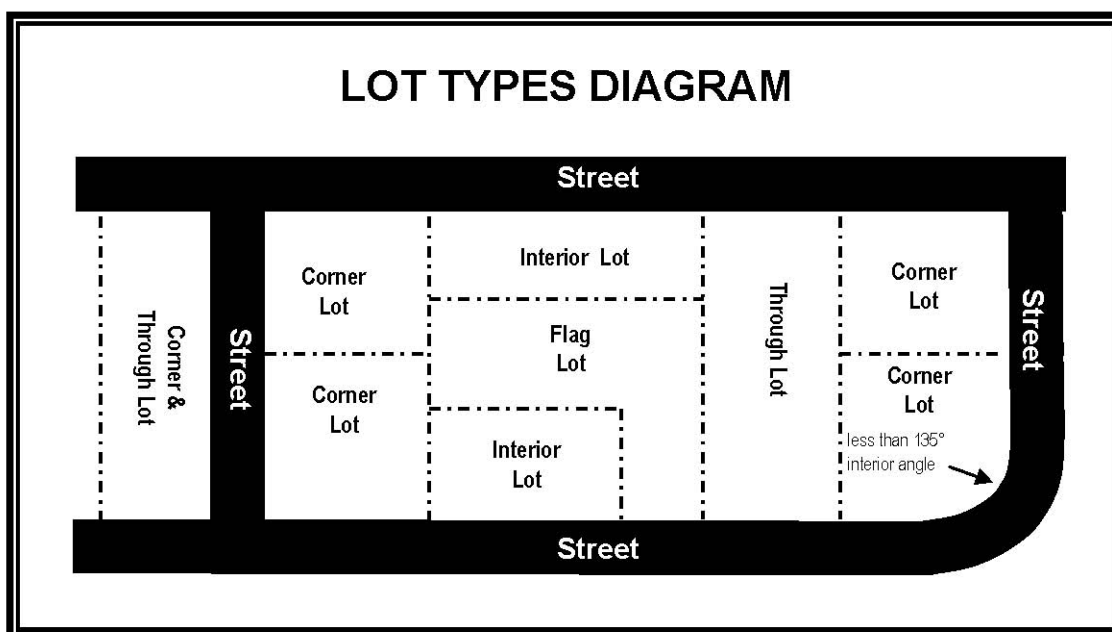 LOT TYPES DIAGRAM
Street
Corner &
Through Lot
Street
Corner
Lot
Corner
Lot
Interior Lot
Flag
Lot
Interior
Lot
Through Lot
Corner
Lot
Corner
Lot
less than 135°
interior angle
Street
Street